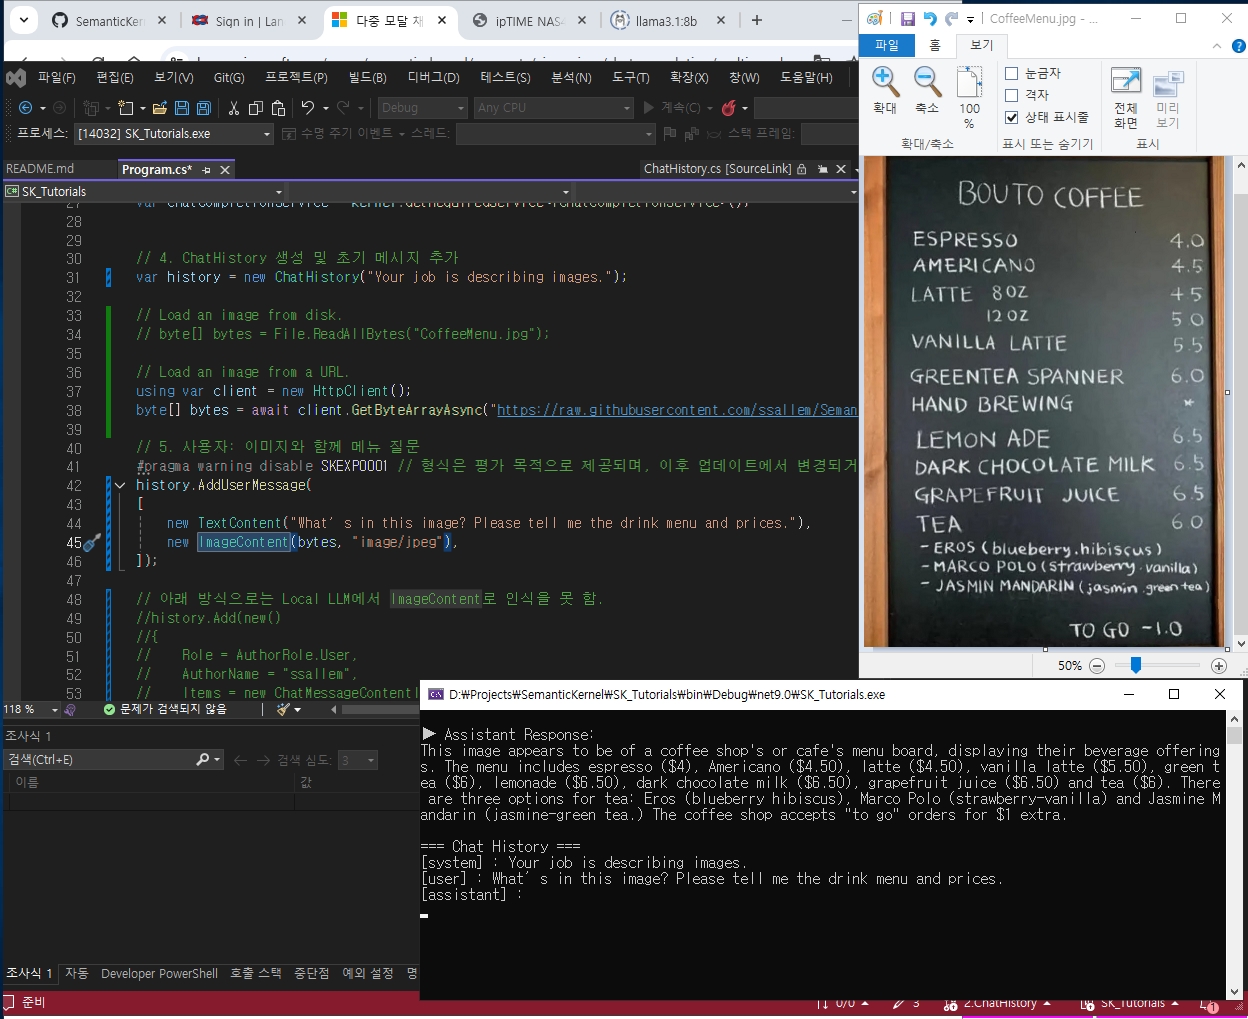 SemanticKer
Sign in | Lan
다중 모달 채
ipTIME NAS
llama3.1:8b
파일(F) 편집(E) 보기(V) Git(G) 프로젝트(P) 빌드(B) 디버그(D) 테스트(S) 분석(N) 도구(T) 확장(X) 창(W) 도움말(H)
Debug Any CPU 계속(C)
프로세스: [14032] SK_Tutorials.exe 수명 주기 이벤트 스레드: 스택 프레임:
README.md Program.cs* ChatHistory.cs [SourceLink]
C# SK_Tutorials
28
29
30 // 4. ChatHistory 생성 및 초기 메시지 추가
31 var history = new ChatHistory("Your job is describing images.");
32
33 // Load an image from disk.
34 // byte[] bytes = File.ReadAllBytes("CoffeeMenu.jpg");
35
36 // Load an image from a URL.
37 using var client = new HttpClient();
38 byte[] bytes = await client.GetByteArrayAsync("https://raw.githubusercontent.com/ssallem/Seman
39
40 // 5. 사용자: 이미지와 함께 메뉴 질문
41 #pragma warning disable SKEXP0001 // 형식은 평가 목적으로 제공되며, 이후 업데이트에서 변경되거
42 history.AddUserMessage(
43 [
44 new TextContent("What’s in this image? Please tell me the drink menu and prices."),
45 new ImageContent(bytes, "image/jpeg"),
46 ]);
47
48 // 아래 방식으로는 Local LLM에서 ImageContent로 인식을 못 함.
49 //history.Add(new()
50 //{
51 // Role = AuthorRole.User,
52 // AuthorName = "ssallem",
53 // Items = new ChatMessageContentI
118 % 문제가 검색되지 않음
조사식 1
검색(Ctrl+E) 검색 심도: 3
이름 값
조사식 1 자동 Developer PowerShell 호출 스택 중단점 예외 설정 명
준비 0/0 3 2.ChatHistory SK_Tutorials 1
CoffeeMenu.jpg - ...
파일 홈 보기
확대 축소 100 %
눈금자
격자
상태 표시줄
전체 화면
미리 보기
확대/축소 표시 또는 숨기기 표시
BOUTO COFFEE
ESPRESSO 4.0
AMERICANO 4.5
LATTE 8OZ 4 5
12OZ 5.0
VANILLA LATTE 5.5
GREENTEA SPANNER 6.0
HAND BREWING *
LEMON ADE 6.5
DARK CHOCOLATE MILK 6.5
GRAPEFRUIT JUICE 6.5
TEA 6.0
- EROS (blueberry.hibiscus)
- MARCO POLO (strawberry.vanilla)
- JASMIN MANDARIN (jasmin.green tea)
TO GO -1.0
50%
D:₩Projects₩SemanticKernel₩SK_Tutorials₩bin₩Debug₩net9.0₩SK_Tutorials.exe
▶ Assistant Response:
This image appears to be of a coffee shop's or cafe's menu board, displaying their beverage offering
s. The menu includes espresso ($4), Americano ($4.50), latte ($4.50), vanilla latte ($5.50), green t
ea ($6), lemonade ($6.50), dark chocolate milk ($6.50), grapefruit juice ($6.50) and tea ($6). There
are three options for tea: Eros (blueberry hibiscus), Marco Polo (strawberry-vanilla) and Jasmine M
andarin (jasmine-green tea.) The coffee shop accepts "to go" orders for $1 extra.
=== Chat History ===
[system] : Your job is describing images.
[user] : What’s in this image? Please tell me the drink menu and prices.
[assistant] :